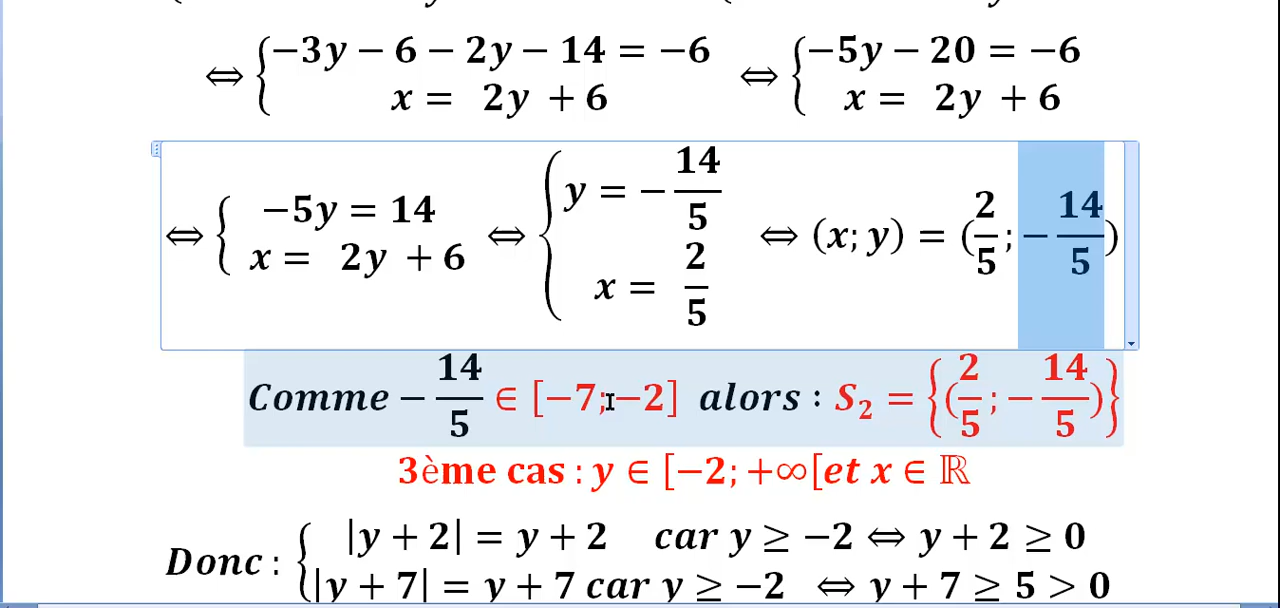 ⇔ {−3y − 6 − 2y − 14 = −6 ⇔ {−5y − 20 = −6
x = 2y + 6 x = 2y + 6
⇔ { −5y = 14 ⇔ { y = −14/5 ⇔ (x; y) = (2/5; −14/5)
x = 2y + 6 x = 2/5
Comme −14/5 ∈ [−7; −2] alors : S₂ = {(2/5; −14/5)}
3ème cas : y ∈ [−2; +∞[et x ∈ ℝ
Donc : { |y + 2| = y + 2 car y ≥ −2 ⇔ y + 2 ≥ 0
|y + 7| = y + 7 car y ≥ −2 ⇔ y + 7 ≥ 5 > 0